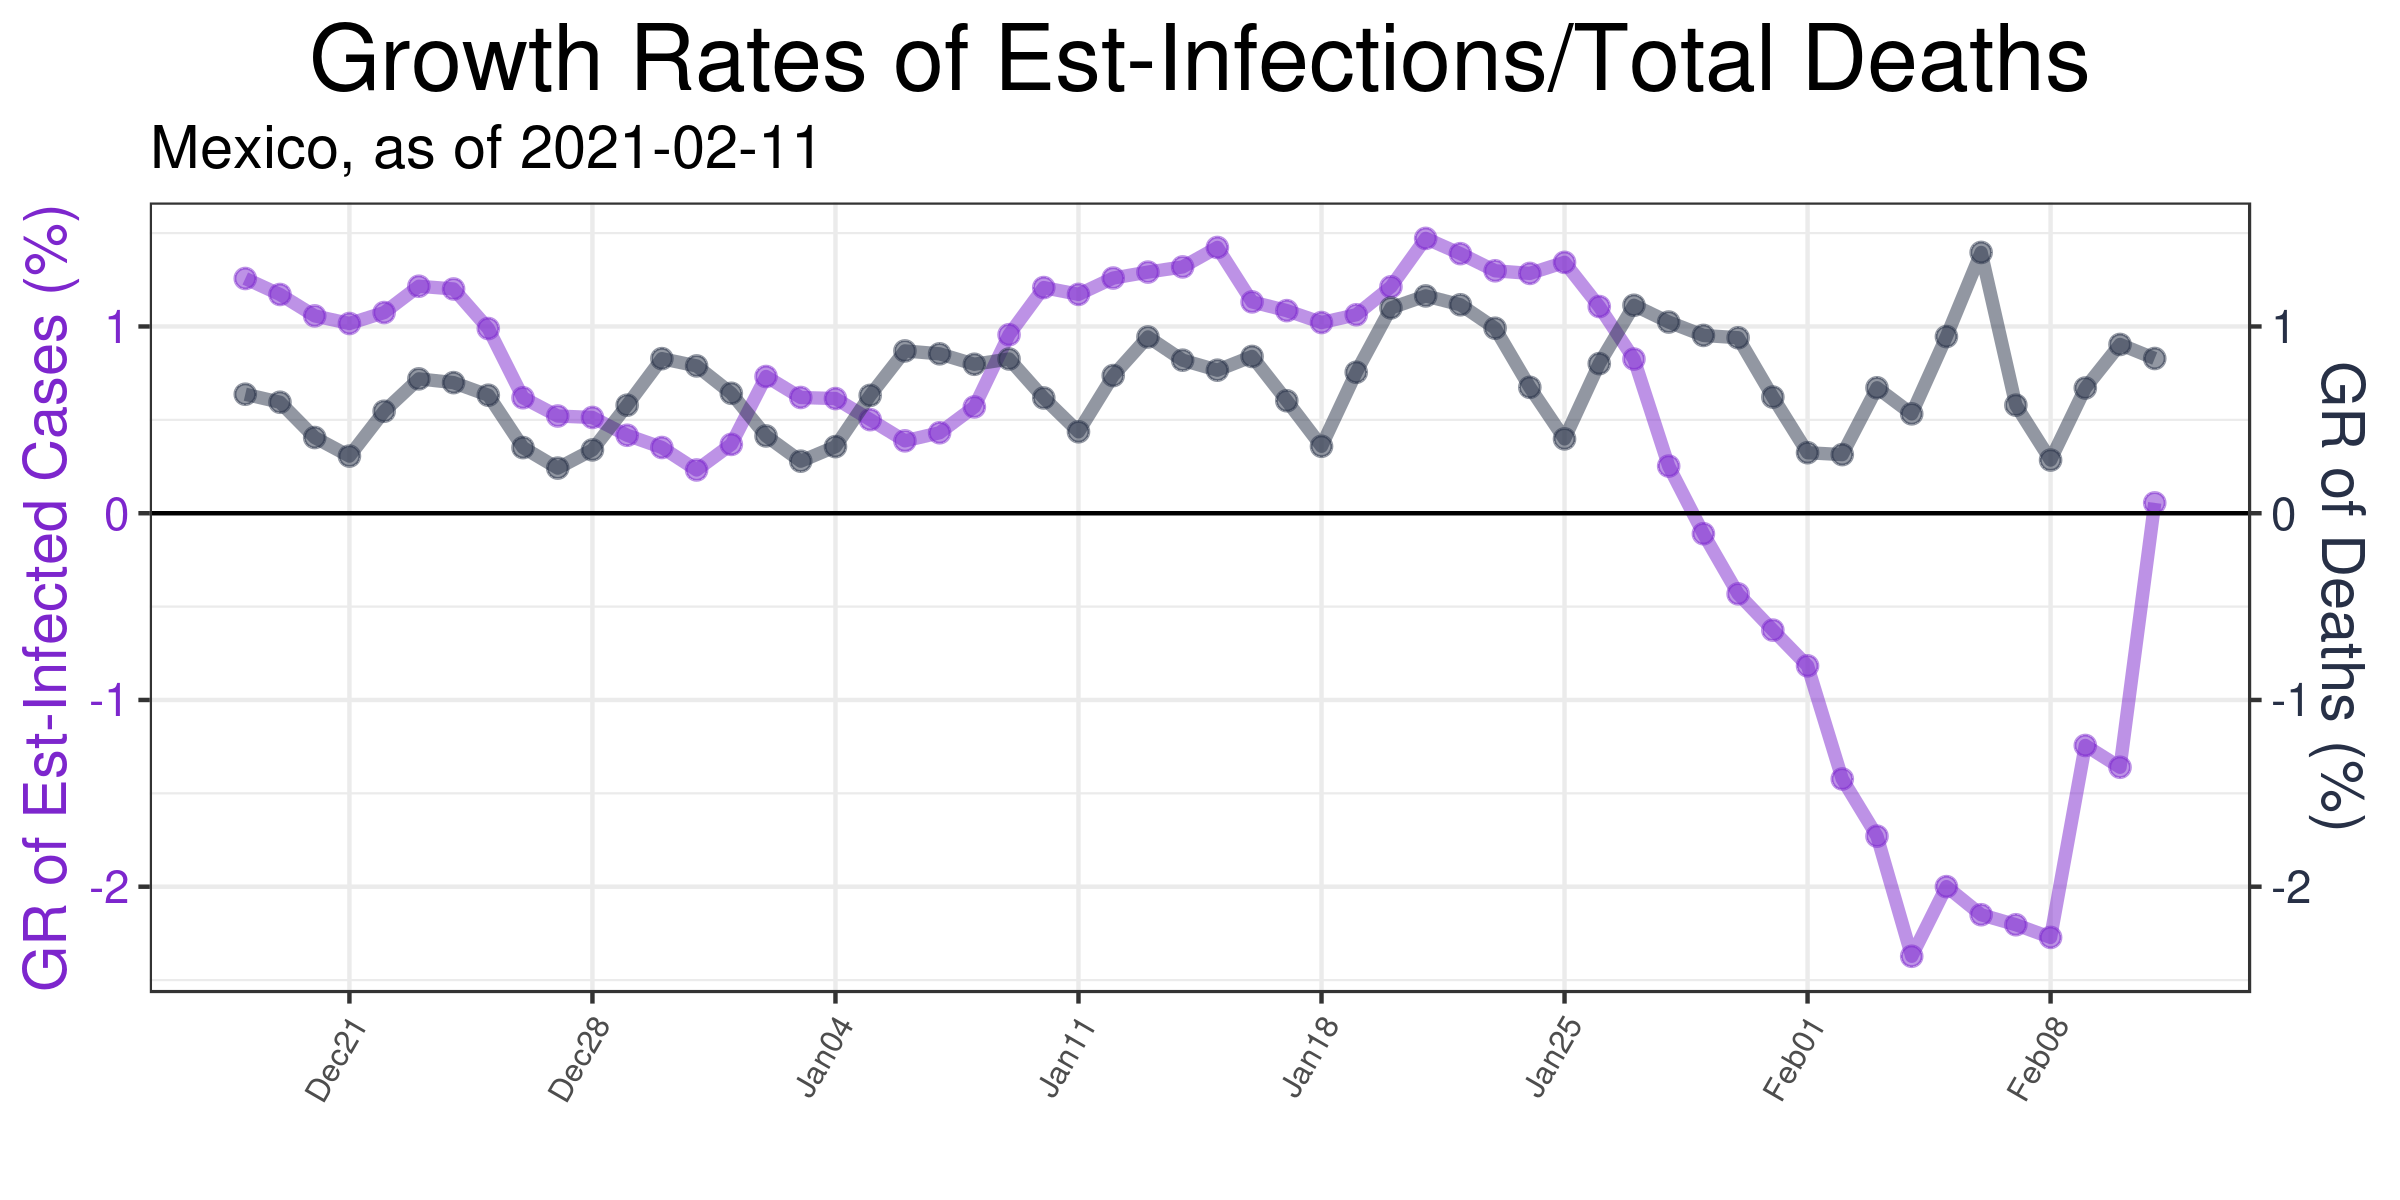 Growth Rates of Est-Infections/Total Deaths
Mexico, as of 2021-02-11
GR of Est-Infected Cases (%)
1
0
-1
-2
1
0
-1
-2
GR of Deaths (%)
Dec21
Dec28
Jan04
Jan11
Jan18
Jan25
Feb01
Feb08